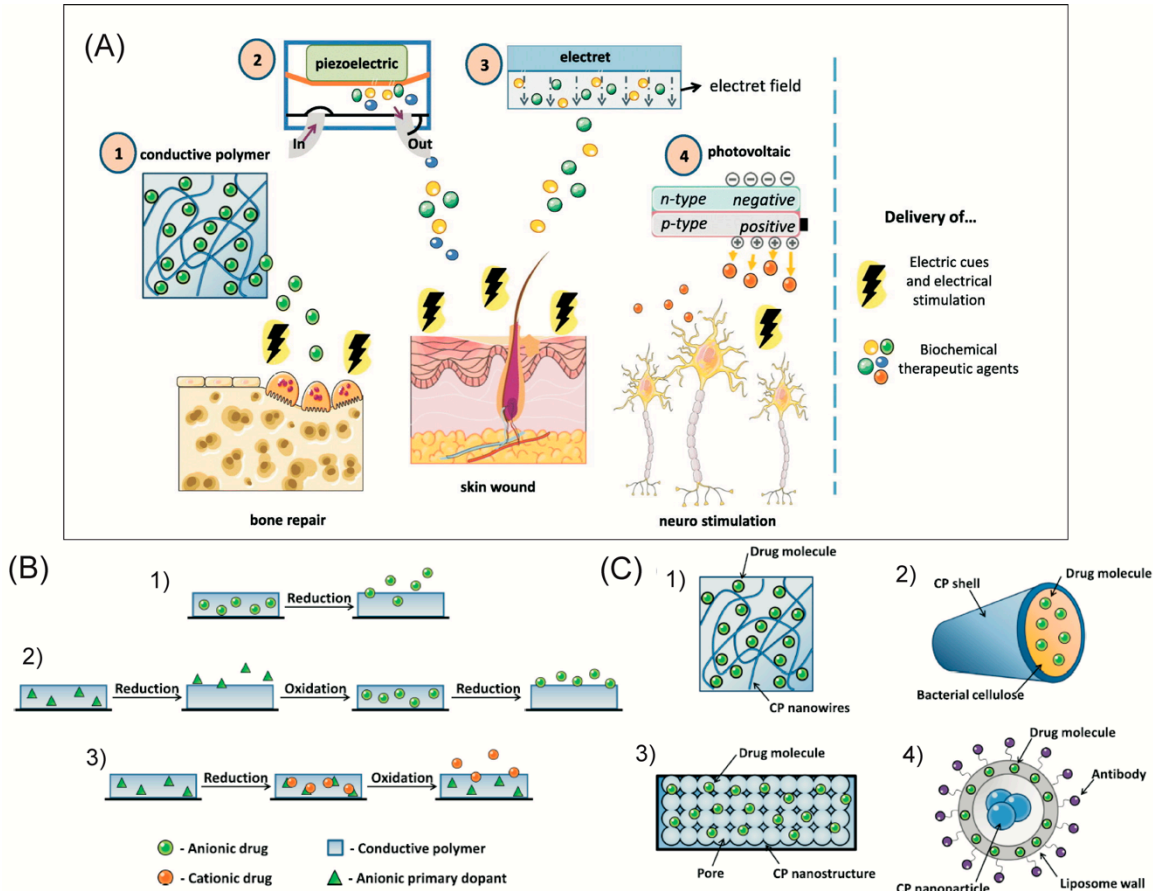 (A)
1
conductive polymer
2
piezoelectric
In
Out
3
electret
electret field
4
photovoltaic
n-type negative
p-type positive
bone repair
skin wound
neuro stimulation
Delivery of...
Electric cues
and electrical
stimulation
Biochemical
therapeutic agents
(B)
1)
Reduction
2)
Reduction
Oxidation
Reduction
3)
Reduction
Oxidation
- Anionic drug
- Conductive polymer
- Cationic drug
- Anionic primary dopant
(C)
1)
Drug molecule
CP nanowires
2)
CP shell
Drug molecule
Bacterial cellulose
3)
Drug molecule
Pore
CP nanostructure
4)
Drug molecule
Antibody
Liposome wall
CP nanoparticle